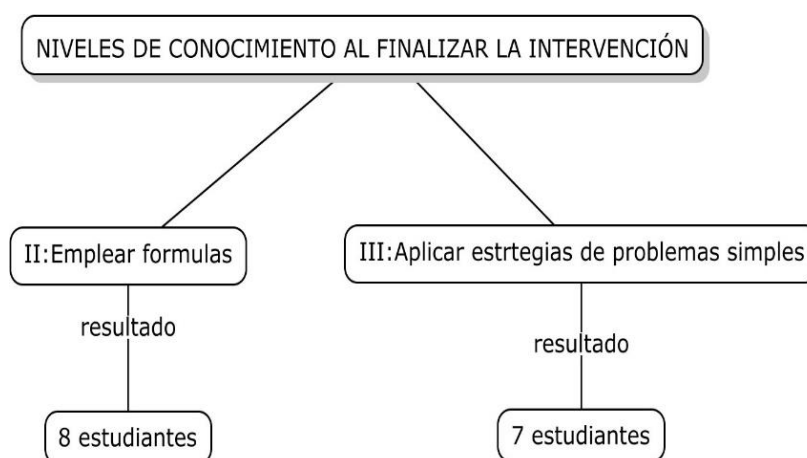 NIVELES DE CONOCIMIENTO AL FINALIZAR LA INTERVENCIÓN
II:Emplear formulas
III:Aplicar estrtegias de problemas simples
resultado
resultado
8 estudiantes
7 estudiantes